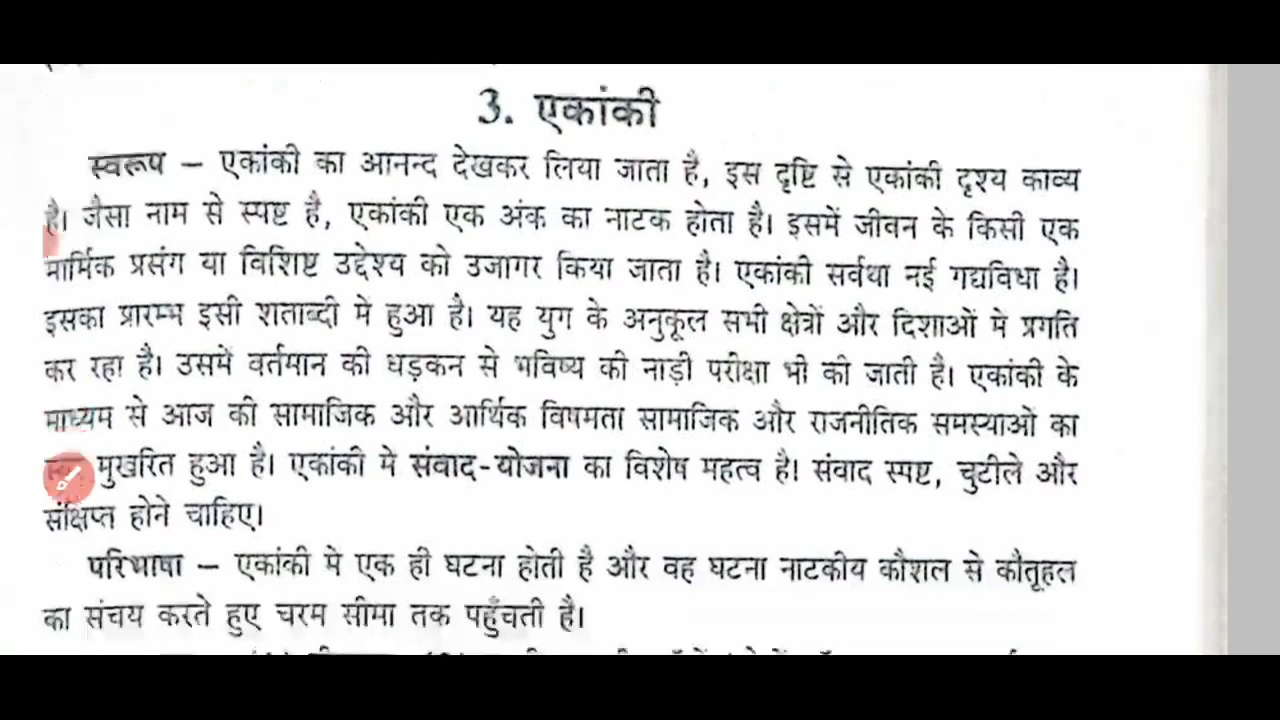 3. एकांकी
स्वरूप – एकांकी का आनन्द देखकर लिया जाता है, इस दृष्टि से एकांकी दृश्य काव्य
है। जैसा नाम से स्पष्ट है, एकांकी एक अंक का नाटक होता है। इसमें जीवन के किसी एक
मार्मिक प्रसंग या विशिष्ट उद्देश्य को उजागर किया जाता है। एकांकी सर्वथा नई गद्यविधा है।
इसका प्रारम्भ इसी शताब्दी मे हुआ है। यह युग के अनुकूल सभी क्षेत्रों और दिशाओं मे प्रगति
कर रहा है। उसमें वर्तमान की धड़कन से भविष्य की नाड़ी परीक्षा भी की जाती है। एकांकी के
माध्यम से आज की सामाजिक और आर्थिक विषमता सामाजिक और राजनीतिक समस्याओ का
मुखरित हुआ है। एकांकी मे संवाद-योजना का विशेष महत्व है। संवाद स्पष्ट, चुटीले और
संक्षिप्त होने चाहिए।
परिभाषा – एकांकी मे एक ही घटना होती है और वह घटना नाटकीय कौशल से कौतूहल
का संचय करते हुए चरम सीमा तक पहुँचती है।